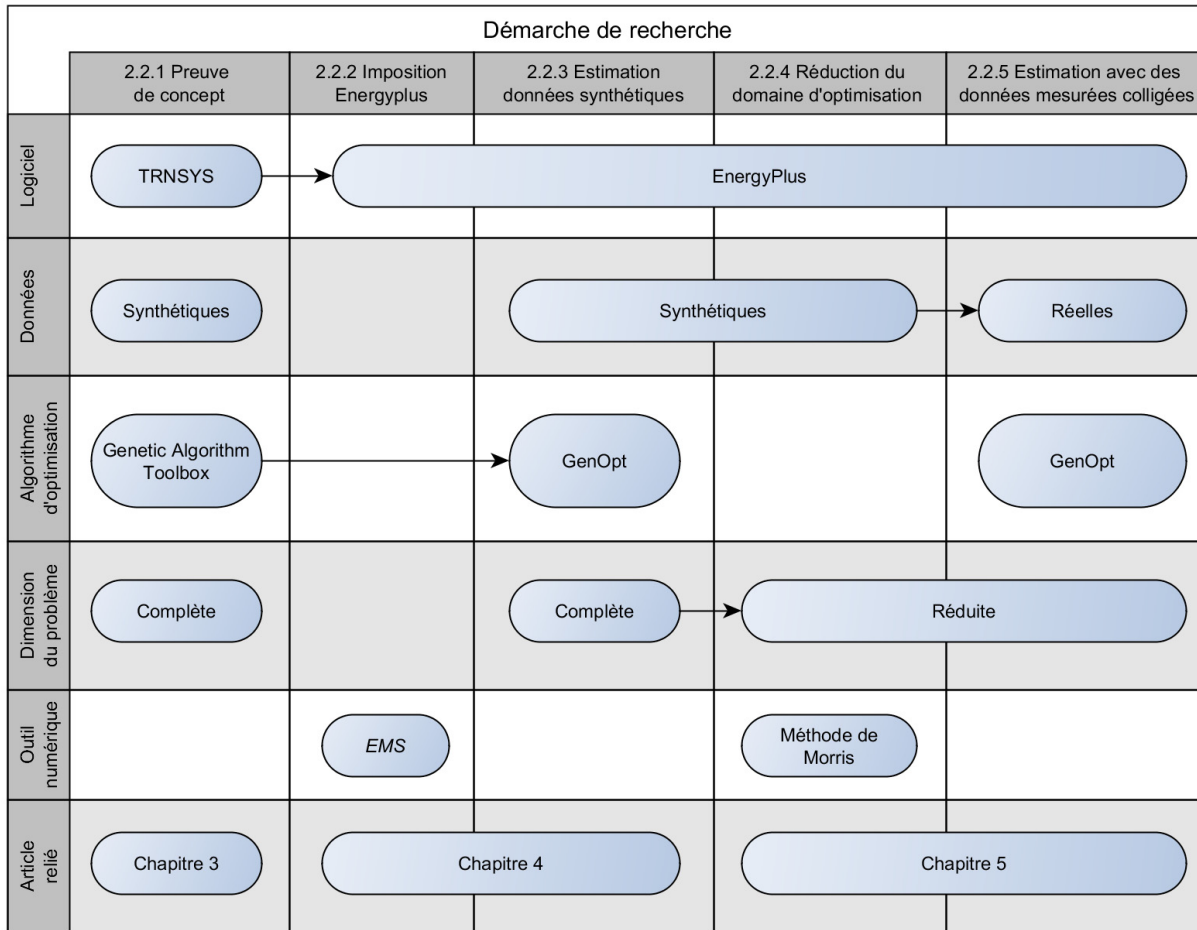 Démarche de recherche
2.2.1 Preuve
de concept
2.2.2 Imposition
Energyplus
2.2.3 Estimation
données synthétiques
2.2.4 Réduction du
domaine d'optimisation
2.2.5 Estimation avec des
données mesurées colligées
Logiciel
TRNSYS
EnergyPlus
Données
Synthétiques
Synthétiques
Réelles
Algorithme
d'optimisation
Genetic Algorithm
Toolbox
GenOpt
GenOpt
Dimension
du problème
Complète
Complète
Réduite
Outil
numérique
EMS
Méthode de
Morris
Article
relié
Chapitre 3
Chapitre 4
Chapitre 5